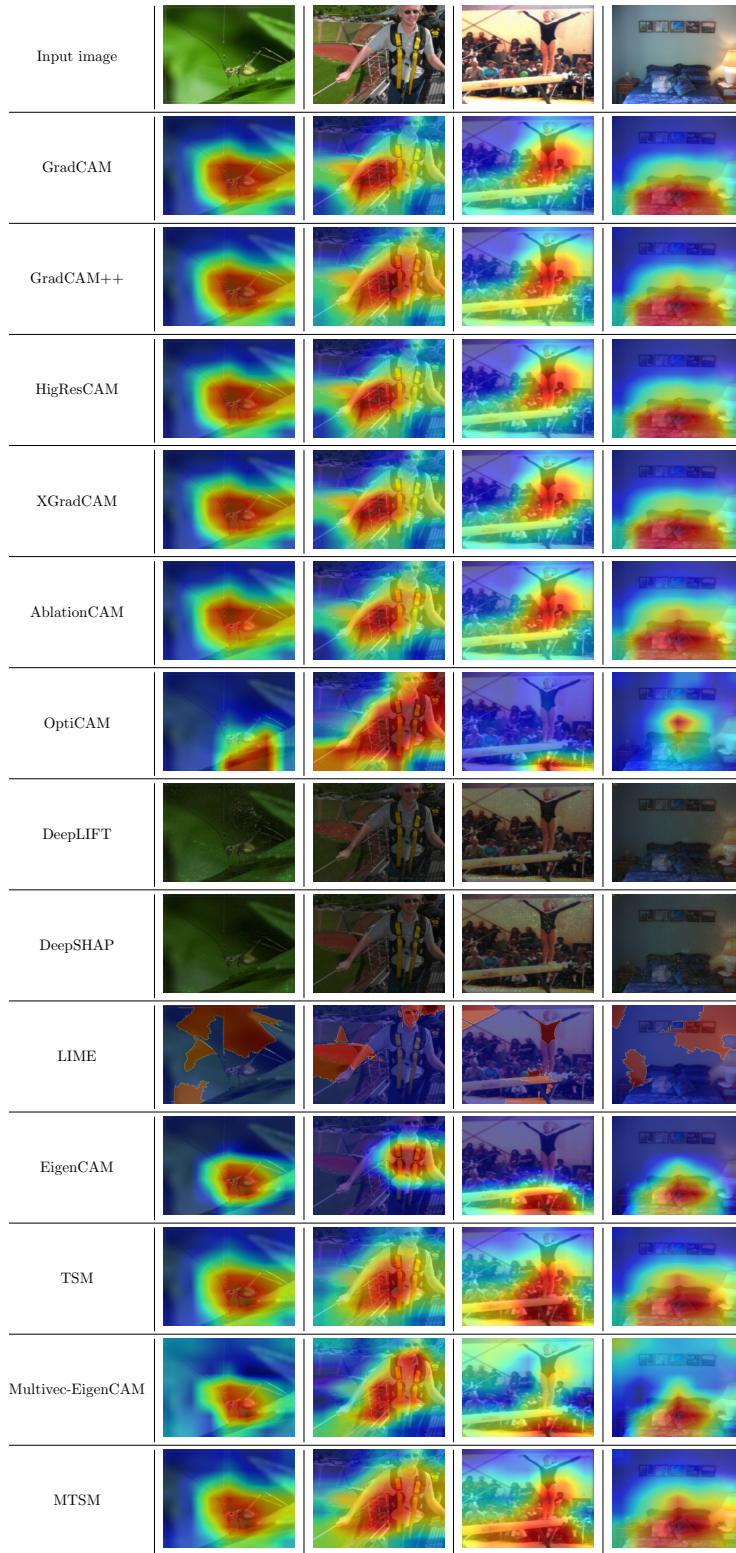 Input image
GradCAM
GradCAM++
HigResCAM
XGradCAM
AblationCAM
OptiCAM
DeepLIFT
DeepSHAP
LIME
EigenCAM
TSM
Multivec-EigenCAM
MTSM